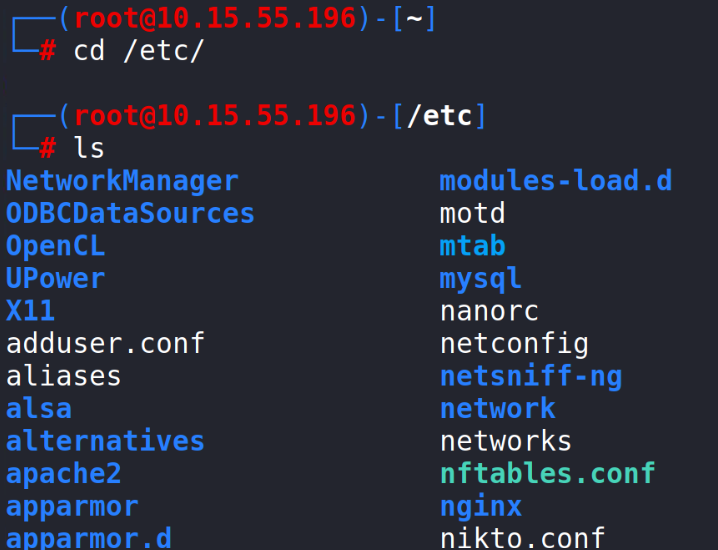 (root@10.15.55.196)-[~]
# cd /etc/
(root@10.15.55.196)-[/etc]
# ls
NetworkManager modules-load.d
ODBCDataSources motd
OpenCL mtab
UPower mysql
X11 nanorc
adduser.conf netconfig
aliases netsniff-ng
alsa network
alternatives networks
apache2 nftables.conf
apparmor nginx
apparmor.d nikto.conf